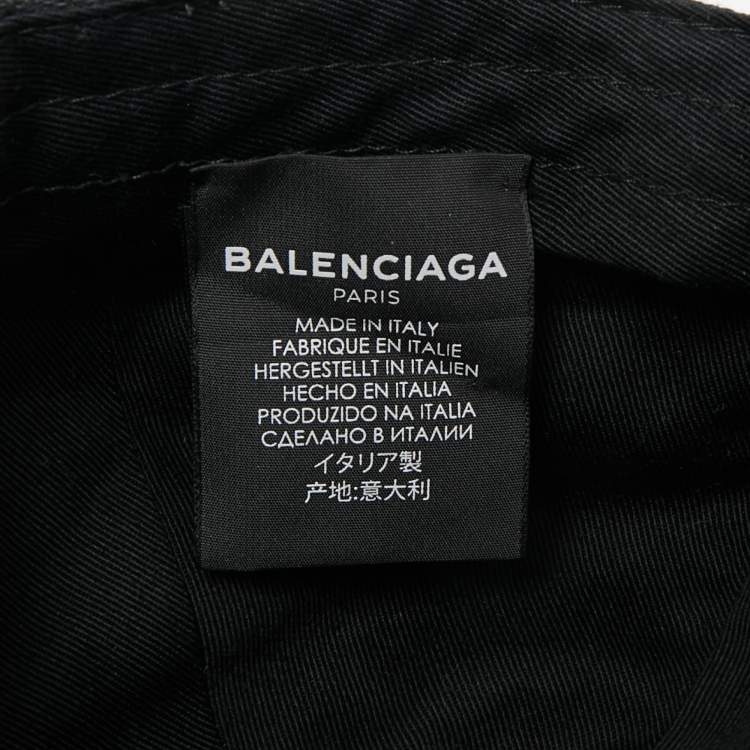 BALENCIAGA
PARIS
MADE IN ITALY
FABRIQUE EN ITALIE
HERGESTELLT IN ITALIEN
HECHO EN ITALIA
PRODUZIDO NA ITALIA
СДЕЛАНО В ИТАЛИИ
イタリア製
产地:意大利